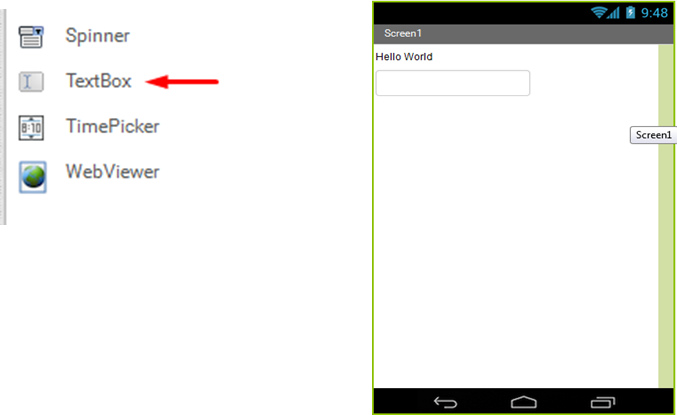 Spinner
TextBox
TimePicker
WebViewer
9:48
Screen1
Hello World
Screen1